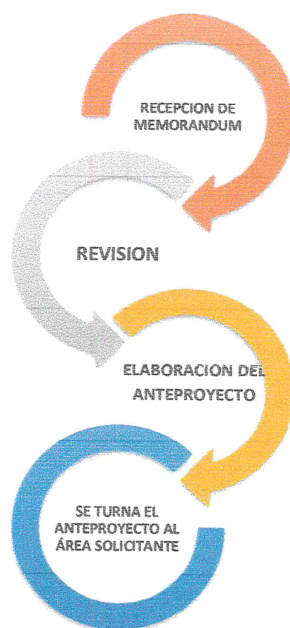 RECEPCION DE
MEMORANDUM
REVISION
ELABORACION DEL
ANTEPROYECTO
SE TURNA EL
ANTEPROYECTO AL
ÁREA SOLICITANTE